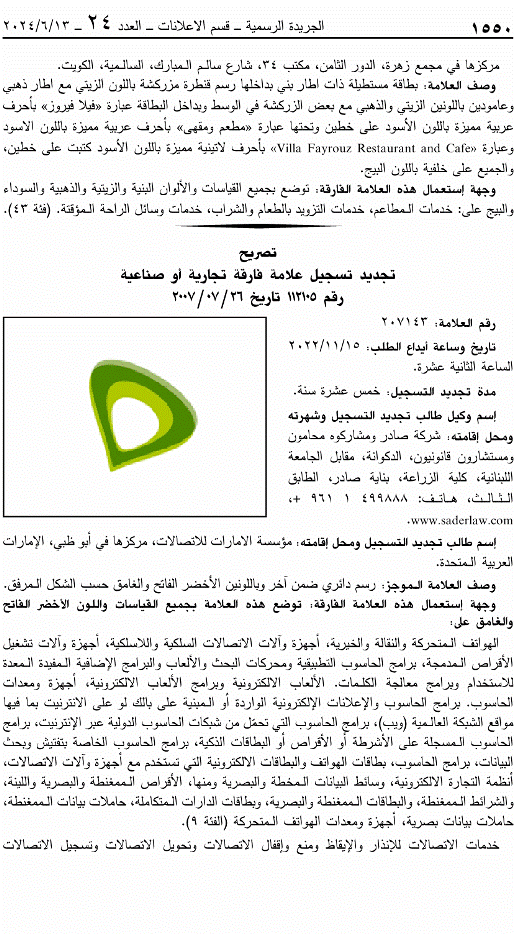 ١٥٥٠ الجريدة الرسمية ــ قسم الاعلانات ــ العدد ٢٤ ــ ٢٠٢٤/٦/١٣
مركزها في مجمع زهرة، الدور الثامن، مكتب ٣٤، شارع سالم المبارك، السالمية، الكويت.
وصف العلامة: بطاقة مستطيلة ذات اطار بني بداخلها رسم قنطرة مزركشة باللون الزيتي مع اطار ذهبي
وعامودين باللونين الزيتي والذهبي مع بعض الزركشة في الوسط وبداخل البطاقة عبارة «فيلا فيروز» بأحرف
عربية مميزة باللون الأسود على خطين وتحتها عبارة «مطعم ومقهى» بأحرف عربية مميزة باللون الاسود
وعبارة «Villa Fayrouz Restaurant and Cafe» بأحرف لاتينية مميزة باللون الأسود كتبت على خطين،
والجميع على خلفية باللون البيج.
وجهة إستعمال هذه العلامة الفارقة: توضع بجميع القياسات والألوان البنية والزيتية والذهبية والسوداء
والبيج على: خدمات المطاعم، خدمات التزويد بالطعام والشراب، خدمات وسائل الراحة المؤقتة. (فئة ٤٣).
تصريح
تجديد تسجيل علامة فارقة تجارية أو صناعية
رقم ١١٢١٠٥ تاريخ ٢٠٠٧/٠٧/٢٦
رقم العلامة: ٢٠٧١٤٣
تاريخ وساعة أيداع الطلب: ٢٠٢٢/١١/١٥
الساعة الثانية عشرة.
مدة تجديد التسجيل: خمس عشرة سنة.
إسم وكيل طالب تجديد التسجيل وشهرته
ومحل إقامته: شركة صادر ومشاركوه محامون
ومستشارون قانونيون، الدكوانة، مقابل الجامعة
اللبنانية، كلية الزراعة، بناية صادر، الطابق
الثالث، هاتف: ٤٩٩٨٨٨ ١ ٩٦١ +،
www.saderlaw.com.
إسم طالب تجديد التسجيل ومحل إقامته: مؤسسة الامارات للاتصالات، مركزها في أبو ظبي، الإمارات
العربية المتحدة.
وصف العلامة الموجز: رسم دائري ضمن آخر وباللونين الأخضر الفاتح والغامق حسب الشكل المرفق.
وجهة إستعمال هذه العلامة الفارقة: توضع هذه العلامة بجميع القياسات واللون الأخضر الفاتح
والغامق على:
الهواتف المتحركة والنقالة والخيرية، أجهزة وآلات الاتصالات السلكية واللاسلكية، أجهزة وآلات تشغيل
الأقراص المدمجة، برامج الحاسوب التطبيقية ومحركات البحث والألعاب والبرامج الإضافية المفيدة المعدة
للاستخدام وبرامج معالجة الكلمات. الألعاب الالكترونية وبرامج الألعاب الالكترونية، أجهزة ومعدات
الحاسوب. برامج الحاسوب والإعلانات الإلكترونية الواردة أو المبنية على بالك لو على الانترنيت بما فيها
مواقع الشبكة العالمية (ويب)، برامج الحاسوب التي تحمّل من شبكات الحاسوب الدولية عبر الإنترنيت، برامج
الحاسوب المسجلة على الأشرطة أو الأقراص أو البطاقات الذكية، برامج الحاسوب الخاصة بتفتيش وبحث
البيانات، برامج الحاسوب، بطاقات الهواتف والبطاقات الالكترونية التي تستخدم مع أجهزة وآلات الاتصالات،
أنظمة التجارة الالكترونية، وسائط البيانات المخطة والبصرية ومنها، الأقراص الممغنطة والبصرية واللينة،
والشرائط الممغنطة، والبطاقات الممغنطة والبصرية، وبطاقات الدارات المتكاملة، حاملات بيانات الممغنطة،
حاملات بيانات بصرية، أجهزة ومعدات الهواتف المتحركة (الفئة ٩).
خدمات الاتصالات للإنذار والإيقاظ ومنع وإقفال الاتصالات وتحويل الاتصالات وتسجيل الاتصالات